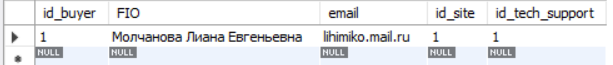 id_buyer FIO email id_site id_tech_support
1 Молчанова Лиана Евгеньевна lihimiko.mail.ru 1 1
NULL NULL NULL NULL NULL